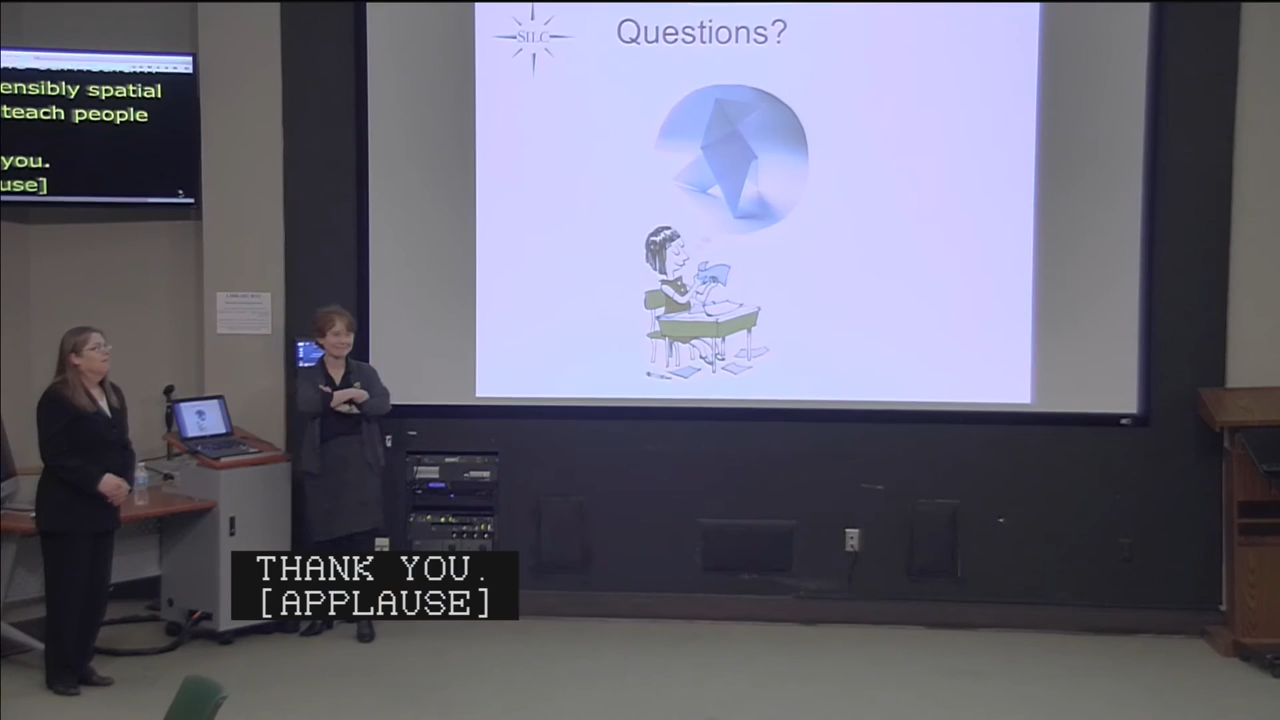 ensibly spatial
teach people
you.
use]
SILC
Questions?
THANK YOU.
[APPLAUSE]